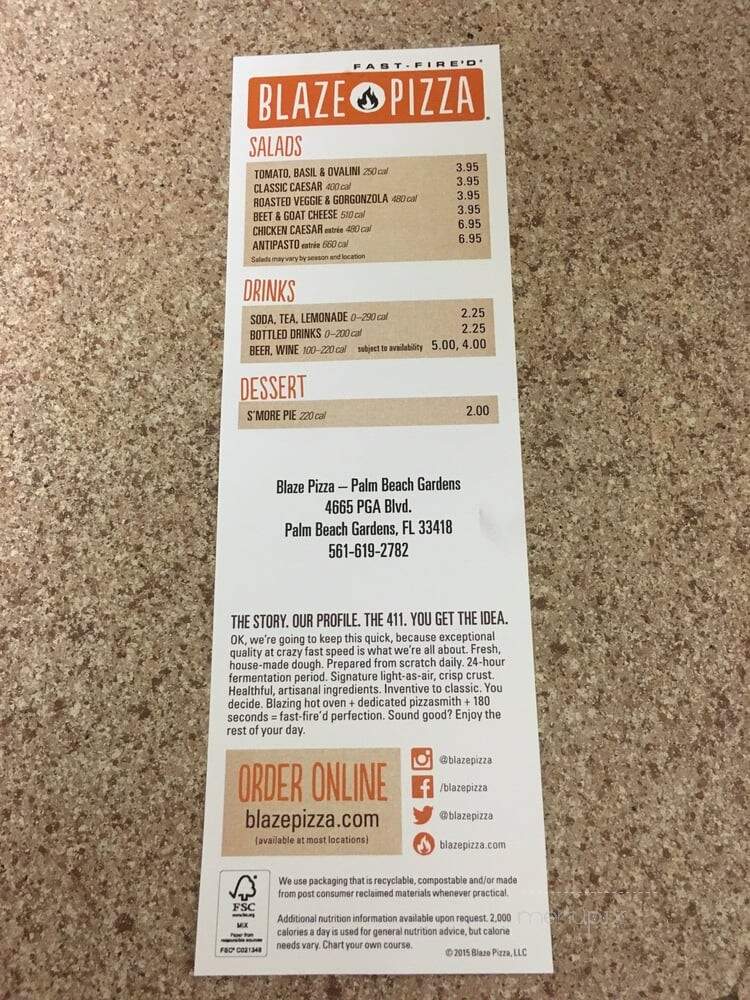 FAST-FIRE'D®
BLAZE PIZZA®
SALADS
TOMATO, BASIL & OVALINI 250 cal 3.95
CLASSIC CAESAR 400 cal 3.95
ROASTED VEGGIE & GORGONZOLA 480 cal 3.95
BEET & GOAT CHEESE 510 cal 3.95
CHICKEN CAESAR entrée 480 cal 6.95
ANTIPASTO entrée 660 cal 6.95
Salads may vary by season and location
DRINKS
SODA, TEA, LEMONADE 0–290 cal 2.25
BOTTLED DRINKS 0–200 cal 2.25
BEER, WINE 100–220 cal subject to availability 5.00, 4.00
DESSERT
S'MORE PIE 220 cal 2.00
Blaze Pizza – Palm Beach Gardens
4665 PGA Blvd.
Palm Beach Gardens, FL 33418
561-619-2782
THE STORY. OUR PROFILE. THE 411. YOU GET THE IDEA.
OK, we're going to keep this quick, because exceptional
quality at crazy fast speed is what we're all about. Fresh,
house-made dough. Prepared from scratch daily. 24-hour
fermentation period. Signature light-as-air, crisp crust.
Healthful, artisanal ingredients. Inventive to classic. You
decide. Blazing hot oven + dedicated pizzasmith + 180
seconds = fast-fire'd perfection. Sound good? Enjoy the
rest of your day.
ORDER ONLINE
blazepizza.com
(available at most locations)
@blazepizza
/blazepizza
@blazepizza
blazepizza.com
FSC
www.fsc.org
MIX
Paper from
responsible sources
FSC® C021348
We use packaging that is recyclable, compostable and/or made
from post consumer reclaimed materials whenever practical.
Additional nutrition information available upon request. 2,000
calories a day is used for general nutrition advice, but calorie
needs vary. Chart your own course.
© 2015 Blaze Pizza, LLC
menupix